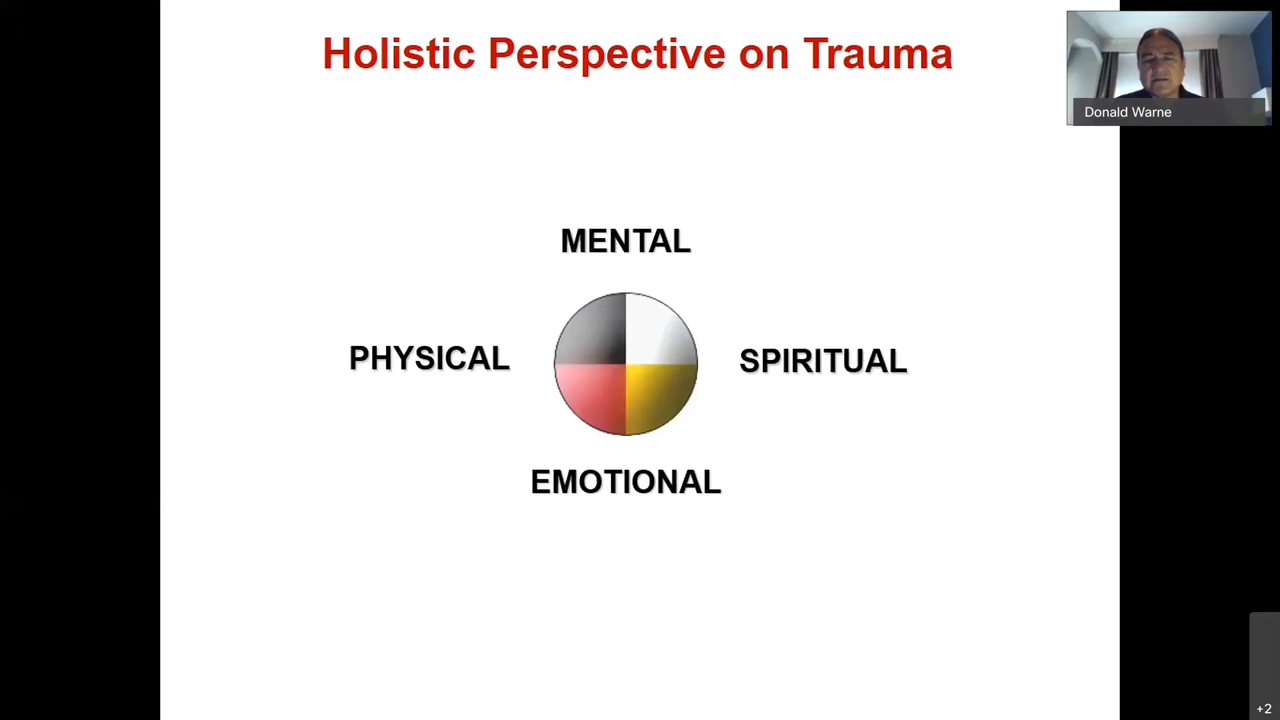 Holistic Perspective on Trauma
Donald Warne
MENTAL
PHYSICAL
SPIRITUAL
EMOTIONAL
+2